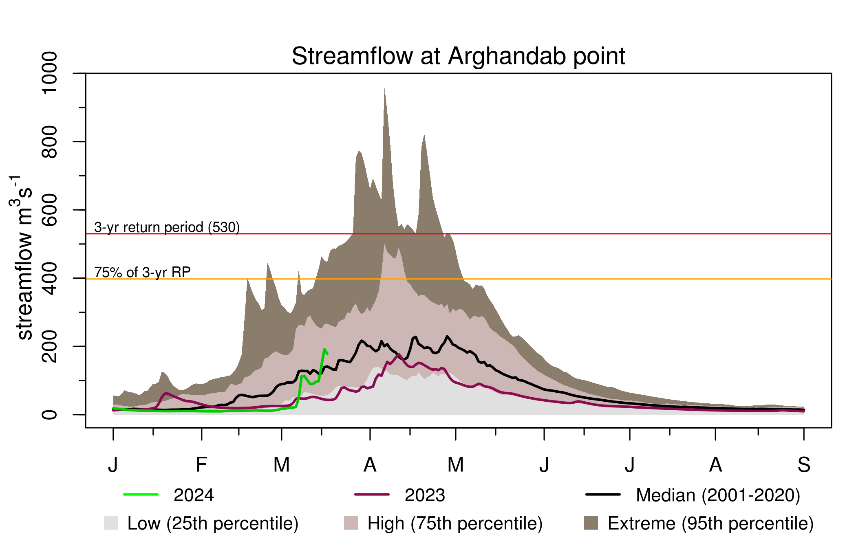 Streamflow at Arghandab point
streamflow m³s⁻¹
1000
800
600
400
200
0
3-yr return period (530)
75% of 3-yr RP
J F M A M J J A S
2024 2023 Median (2001-2020)
Low (25th percentile) High (75th percentile) Extreme (95th percentile)